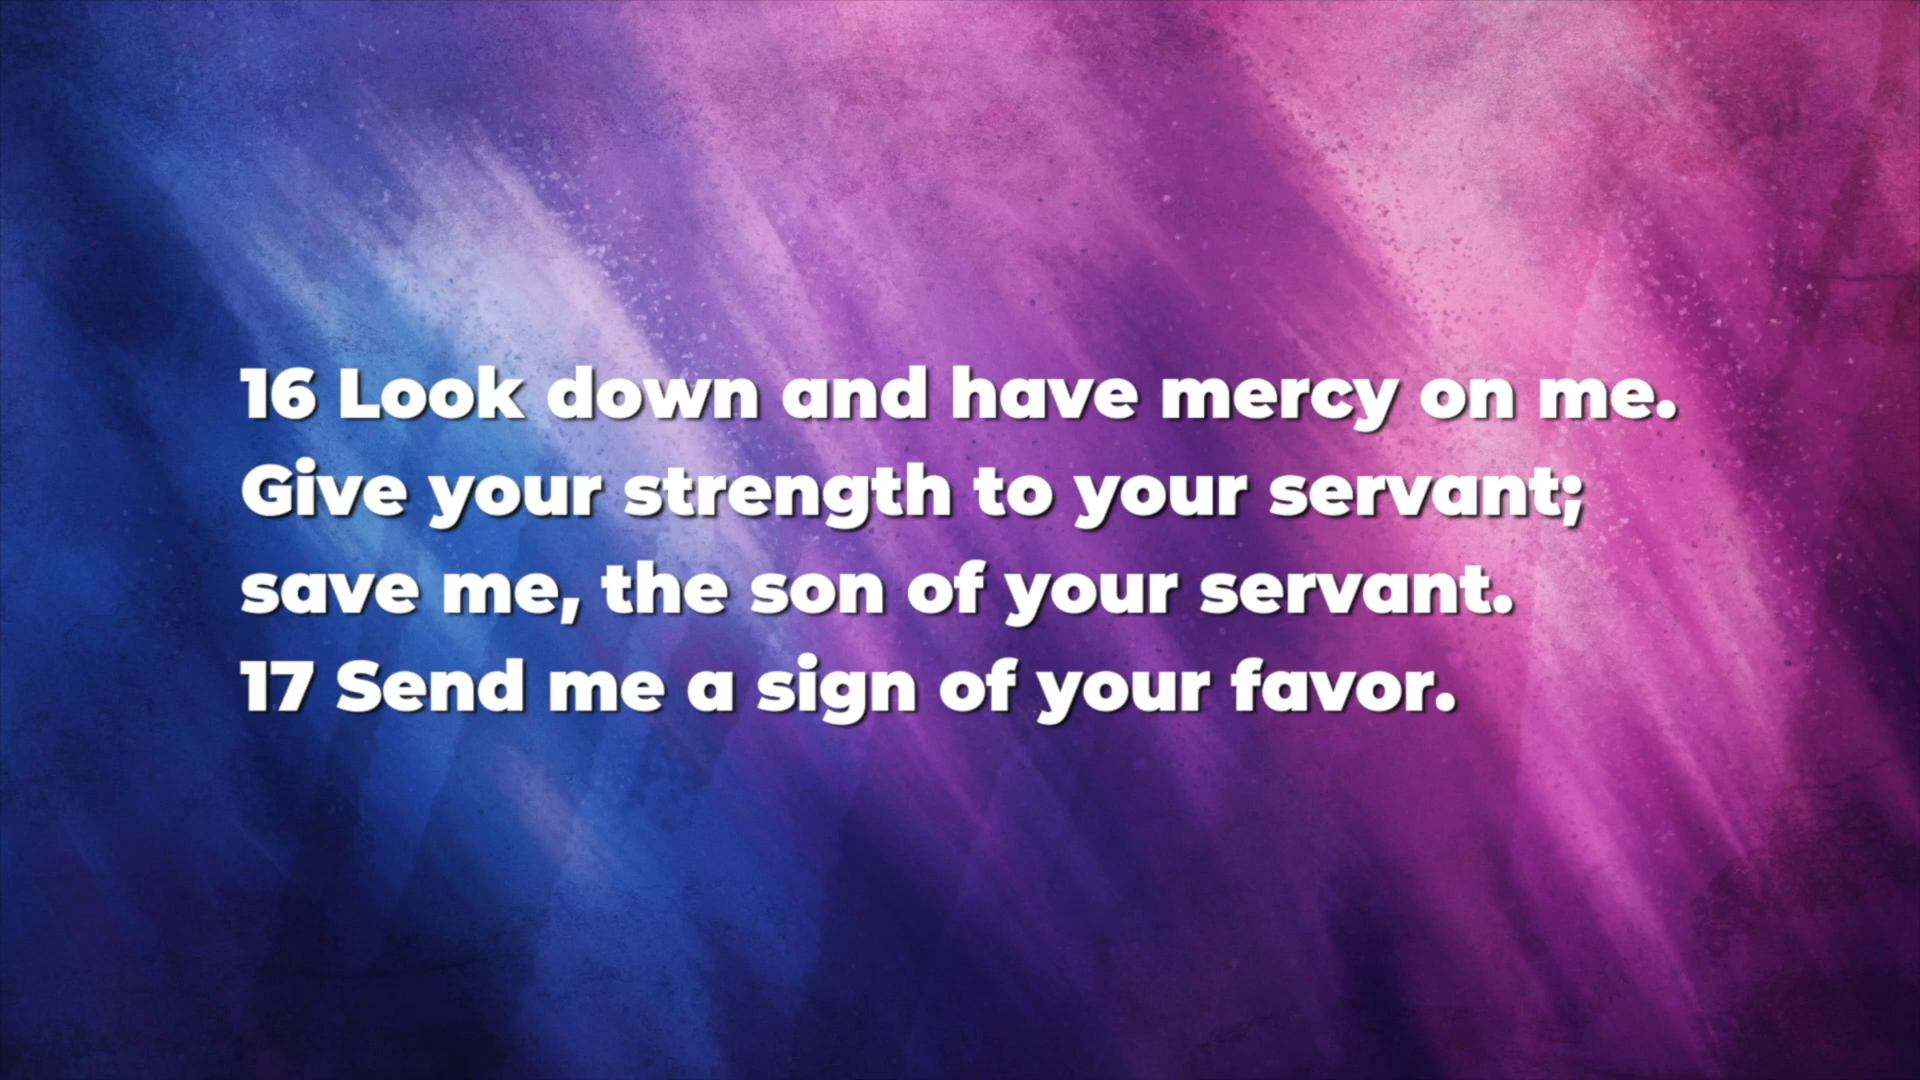 16 Look down and have mercy on me.
Give your strength to your servant;
save me, the son of your servant.
17 Send me a sign of your favor.